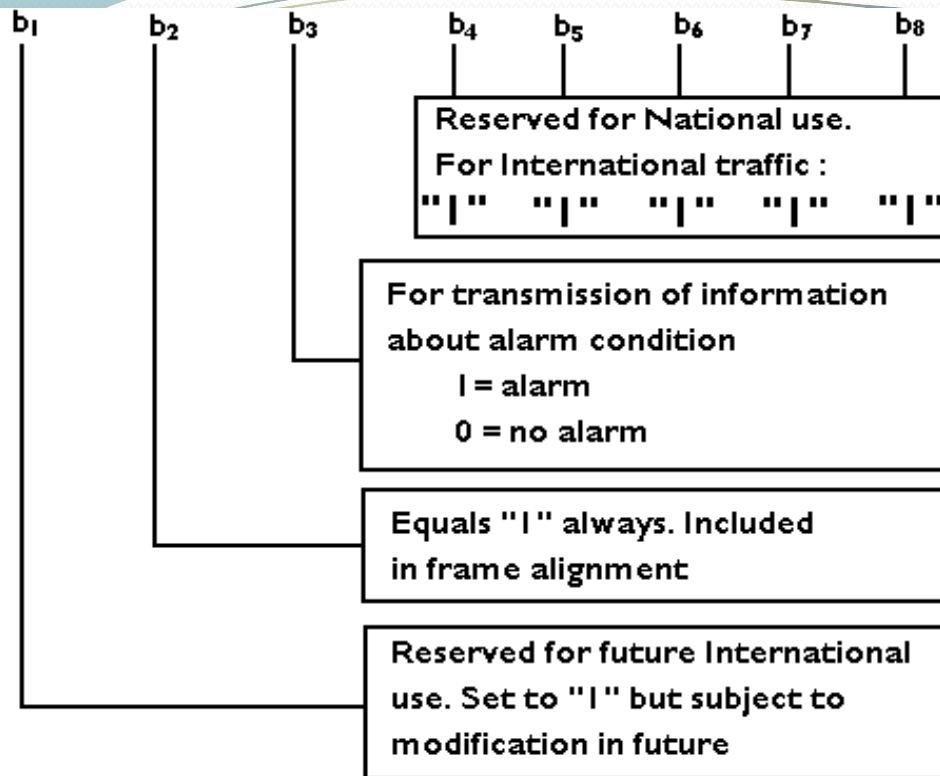 b1 b2 b3 b4 b5 b6 b7 b8
Reserved for National use.
For International traffic :
"1" "1" "1" "1" "1"
For transmission of information
about alarm condition
1 = alarm
0 = no alarm
Equals "1" always. Included
in frame alignment
Reserved for future International
use. Set to "1" but subject to
modification in future